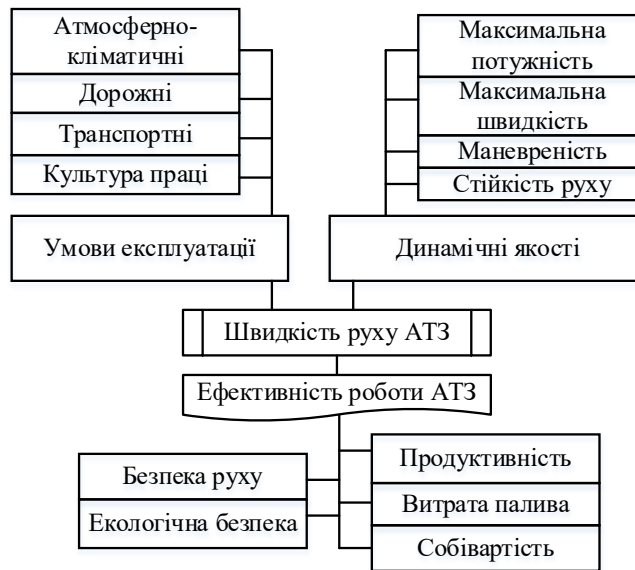 Атмосферно-
кліматичні
Дорожні
Транспортні
Культура праці
Умови експлуатації
Максимальна
потужність
Максимальна
швидкість
Маневреність
Стійкість руху
Динамічні якості
Швидкість руху АТЗ
Ефективність роботи АТЗ
Безпека руху
Екологічна безпека
Продуктивність
Витрата палива
Собівартість